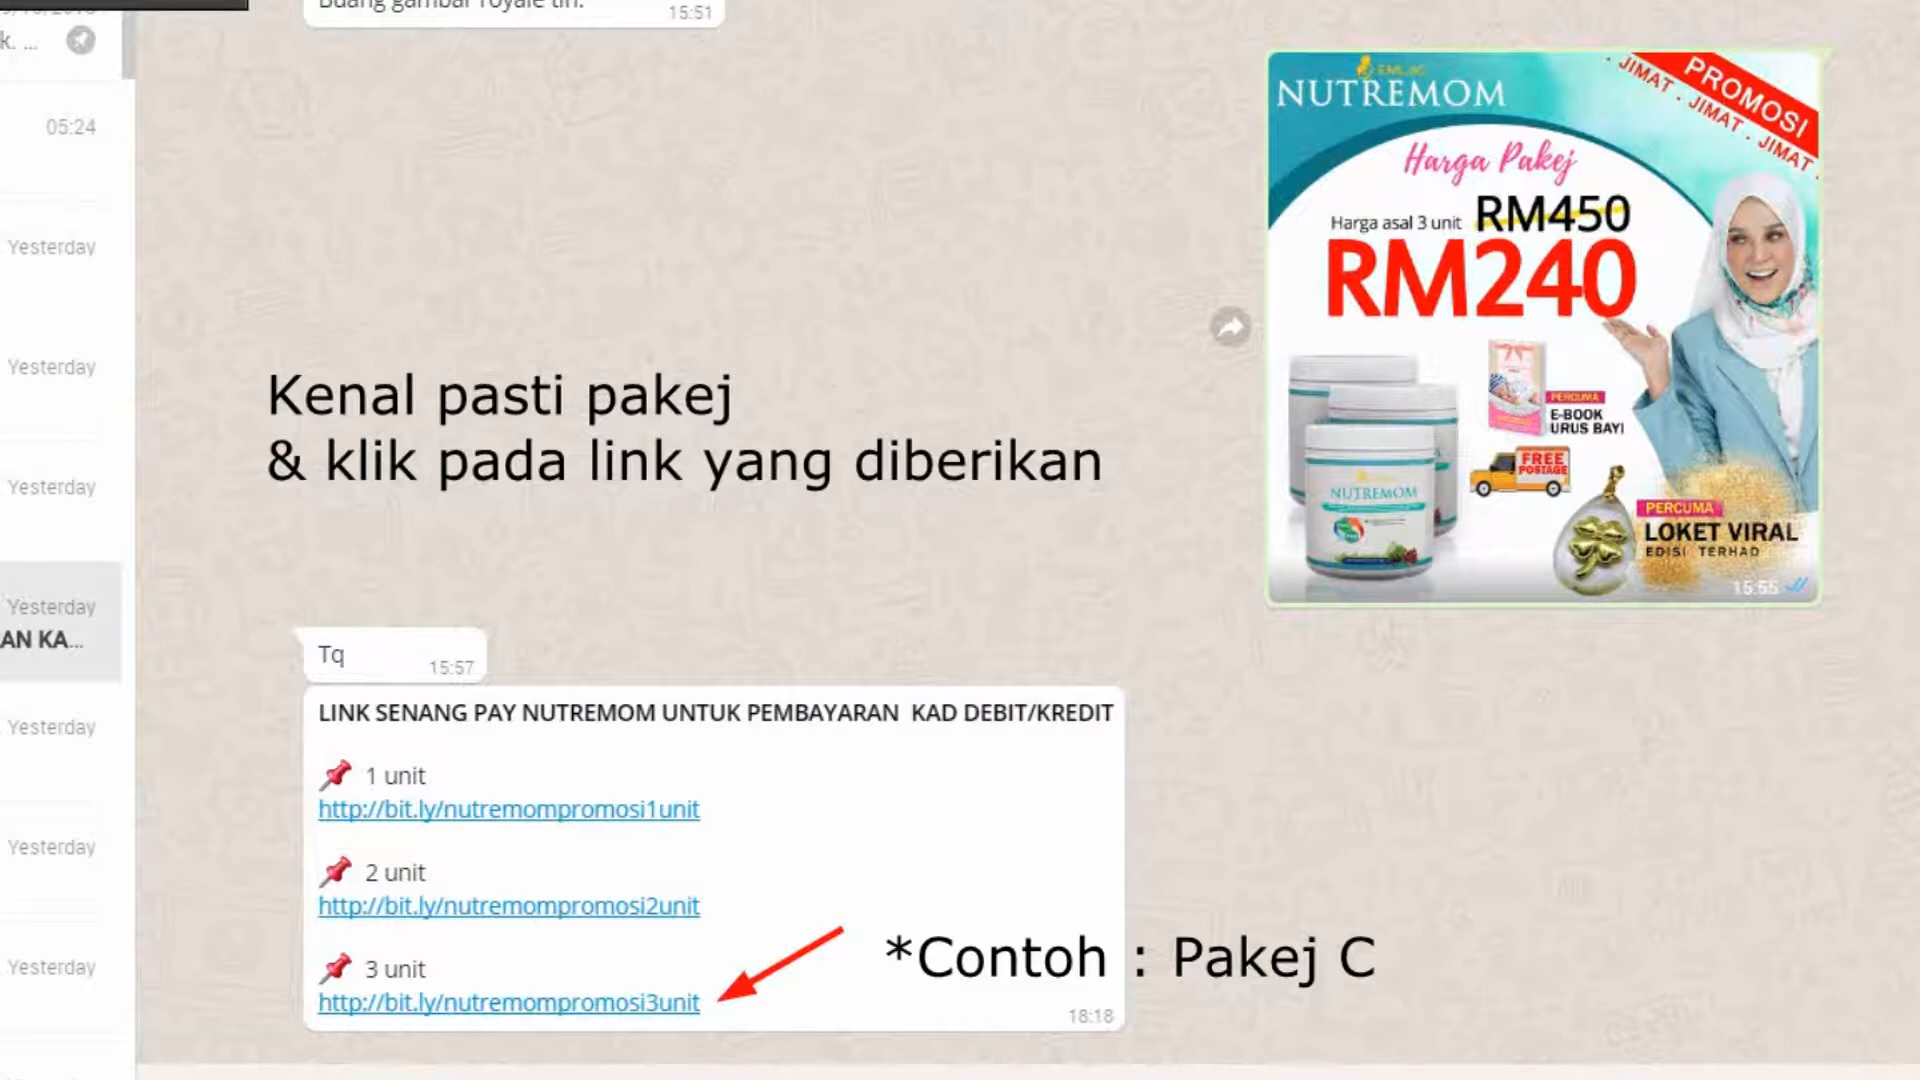 Buang gambar royale tin.
15:51
k. ...
05:24
Yesterday
Yesterday
Yesterday
Yesterday
AN KA...
Yesterday
Yesterday
Yesterday
NUTREMOM
PROMOSI
. JIMAT . JIMAT . JIMAT .
Harga Pakej
Harga asal 3 unit RM450
RM240
PERCUMA
E-BOOK
URUS BAYI
FREE
POSTAGE
NUTREMOM
PERCUMA
LOKET VIRAL
EDISI TERHAD
15:55
Kenal pasti pakej
& klik pada link yang diberikan
Tq
15:57
LINK SENANG PAY NUTREMOM UNTUK PEMBAYARAN KAD DEBIT/KREDIT
1 unit
http://bit.ly/nutremompromosi1unit
2 unit
http://bit.ly/nutremompromosi2unit
3 unit
http://bit.ly/nutremompromosi3unit
18:18
*Contoh : Pakej C